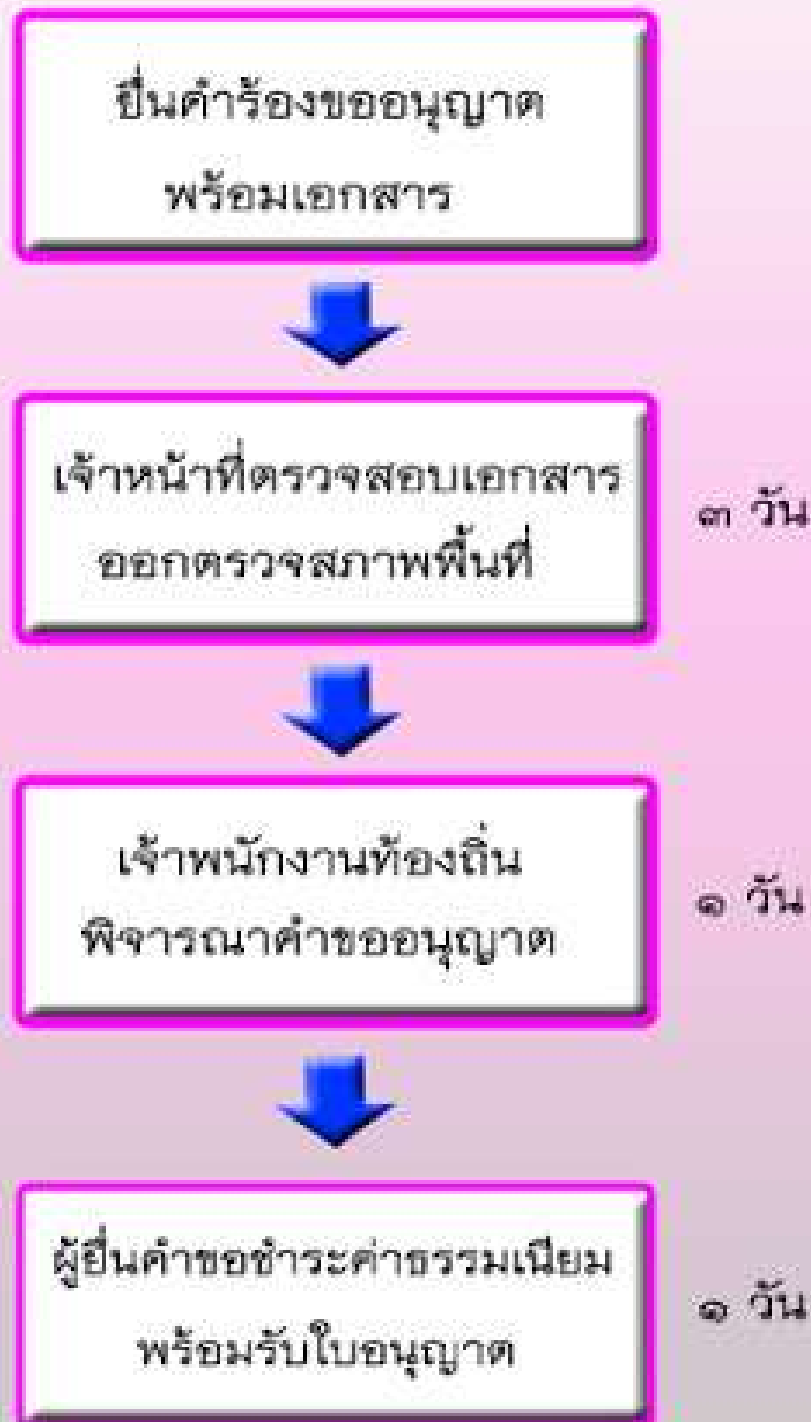 ยื่นคำร้องขออนุญาต
พร้อมเอกสาร
เจ้าหน้าที่ตรวจสอบเอกสาร
ออกตรวจสภาพพื้นที่
๓ วัน
เจ้าพนักงานท้องถิ่น
พิจารณาคำขออนุญาต
๑ วัน
ผู้ยื่นคำขอชำระค่าธรรมเนียม
พร้อมรับใบอนุญาต
๑ วัน